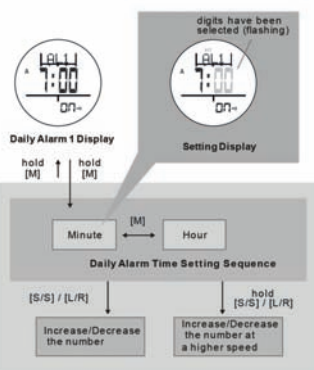 digits have been
selected (flashing)
AL1
A
7:00
ON
Daily Alarm 1 Display
AL1
A
7:00
ON
Setting Display
hold
[M]
hold
[M]
Minute
[M]
Hour
Daily Alarm Time Setting Sequence
[S/S] / [L/R]
hold
[S/S] / [L/R]
Increase/Decrease
the number
Increase/Decrease
the number at
a higher speed